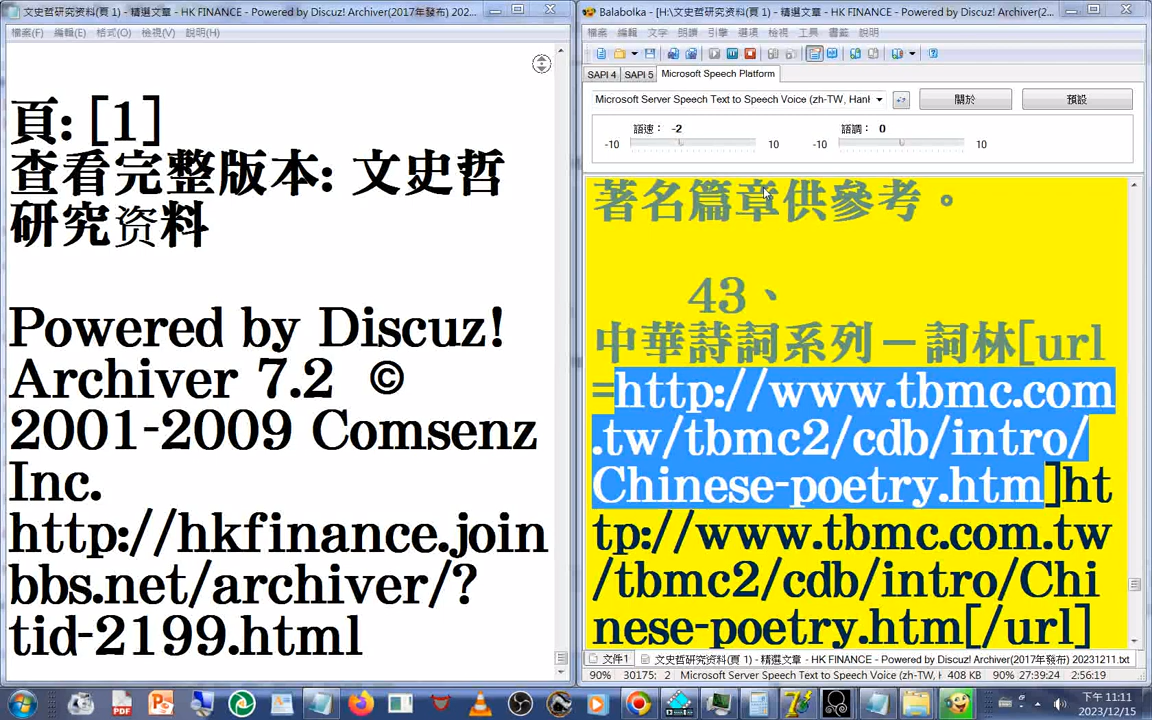 文史哲研究资料(頁 1) - 精選文章 - HK FINANCE - Powered by Discuz! Archiver(2017年發布) 202...
檔案(F) 編輯(E) 格式(O) 檢視(V) 說明(H)
頁: [1]
查看完整版本: 文史哲
研究资料
Powered by Discuz!
Archiver 7.2 ©
2001-2009 Comsenz
Inc.
http://hkfinance.join
bbs.net/archiver/?
tid-2199.html
Balabolka - [H:\文史哲研究资料(頁 1) - 精選文章 - HK FINANCE - Powered by Discuz! Archiver(2...
檔案 編輯 文字 朗讀 引擎 選項 檢視 工具 書籤 說明
SAPI 4 SAPI 5 Microsoft Speech Platform
Microsoft Server Speech Text to Speech Voice (zh-TW, Hanl 關於 預設
語速： -2 語調： 0
-10 10 -10 10
著名篇章供參考。
43、
中華詩詞系列－詞林[url
=http://www.tbmc.com
.tw/tbmc2/cdb/intro/
Chinese-poetry.htm]ht
tp://www.tbmc.com.tw
/tbmc2/cdb/intro/Chi
nese-poetry.htm[/url]
文件1 文史哲研究资料(頁 1) - 精選文章 - HK FINANCE - Powered by Discuz! Archiver(2017年發布) 20231211.txt
90% 30175: 2 Microsoft Server Speech Text to Speech Voice (zh-TW, 408 KB 90% 27:39:24 2:56:19
下午 11:11
2023/12/15